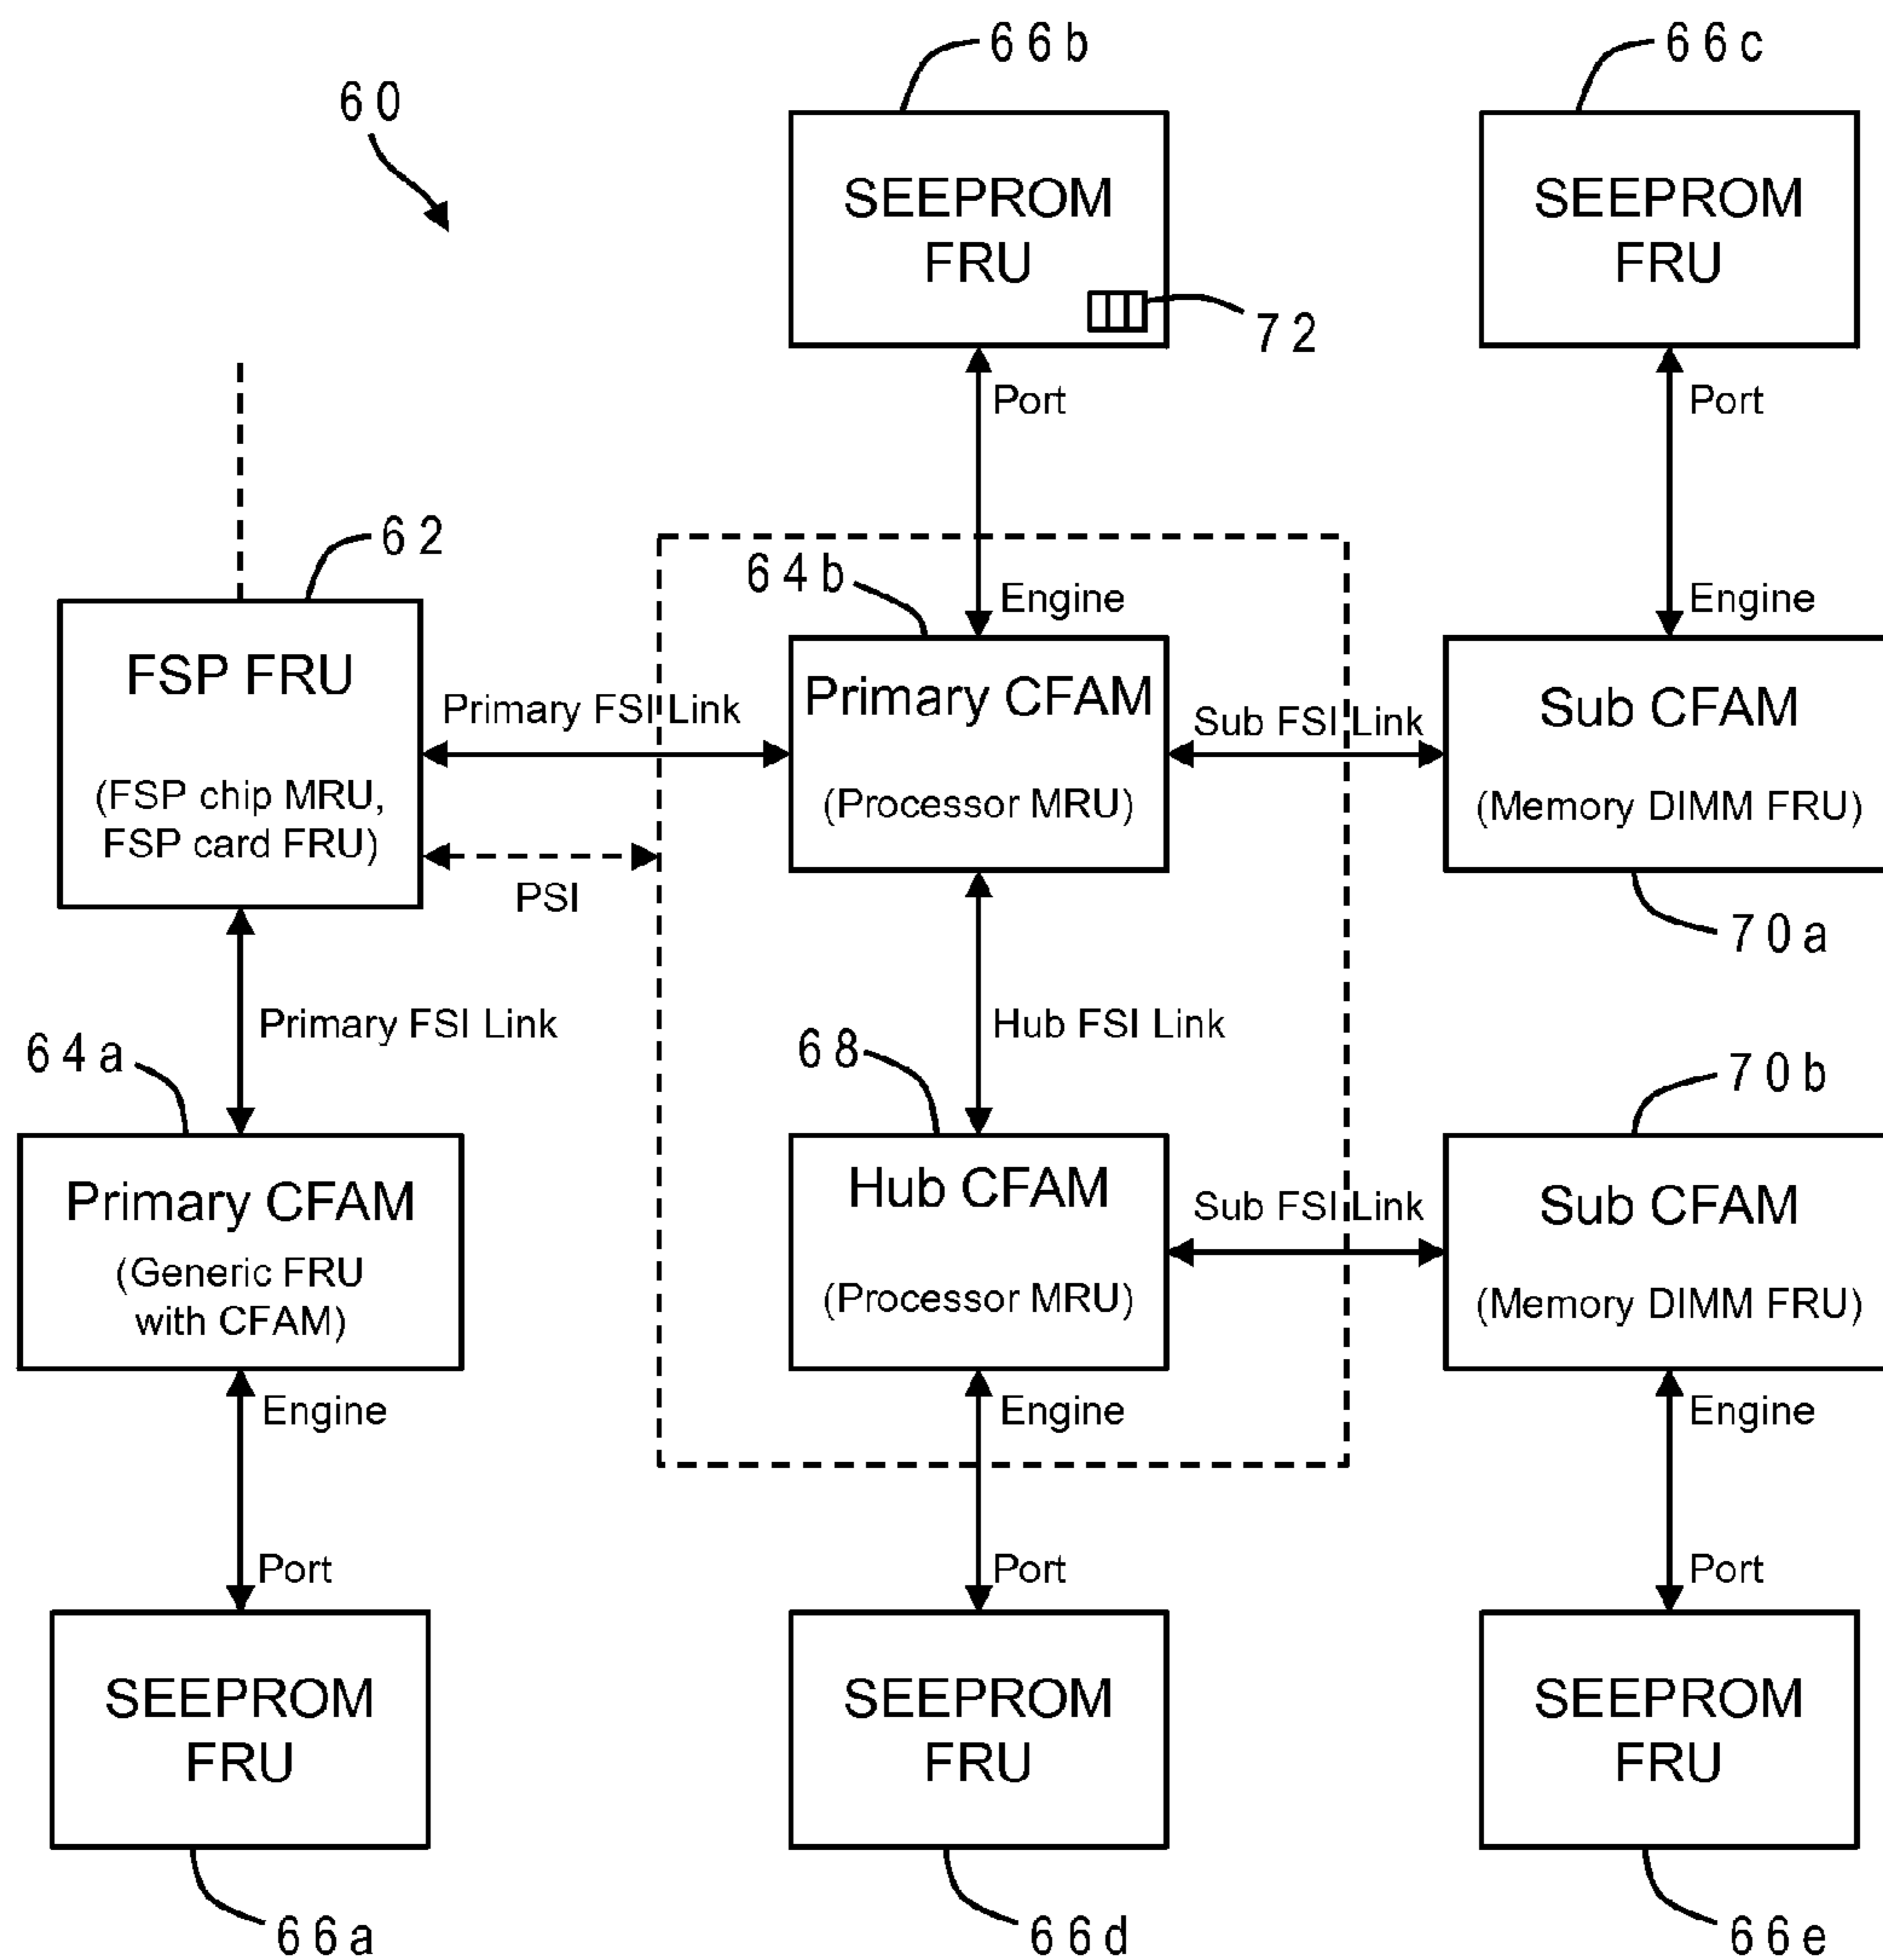 66b
66c
60
SEEPROM
FRU
72
SEEPROM
FRU
Port
Port
62
64b
Engine
Engine
FSP FRU
(FSP chip MRU,
FSP card FRU)
Primary FSI Link
Primary CFAM
(Processor MRU)
Sub FSI Link
Sub CFAM
(Memory DIMM FRU)
PSI
70a
Primary FSI Link
Hub FSI Link
64a
68
70b
Primary CFAM
(Generic FRU
with CFAM)
Hub CFAM
(Processor MRU)
Sub FSI Link
Sub CFAM
(Memory DIMM FRU)
Engine
Engine
Engine
Port
Port
Port
SEEPROM
FRU
SEEPROM
FRU
SEEPROM
FRU
66a
66d
66e